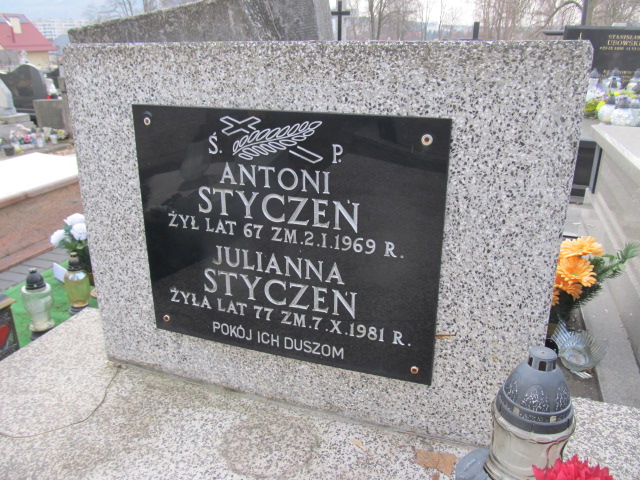 Ś. P.
ANTONI
STYCZEŃ
ŻYŁ LAT 67 ZM.2.I.1969 R.
JULIANNA
STYCZEŃ
ŻYŁA LAT 77 ZM.7.X.1981 R.
POKÓJ ICH DUSZOM
STANISŁAW